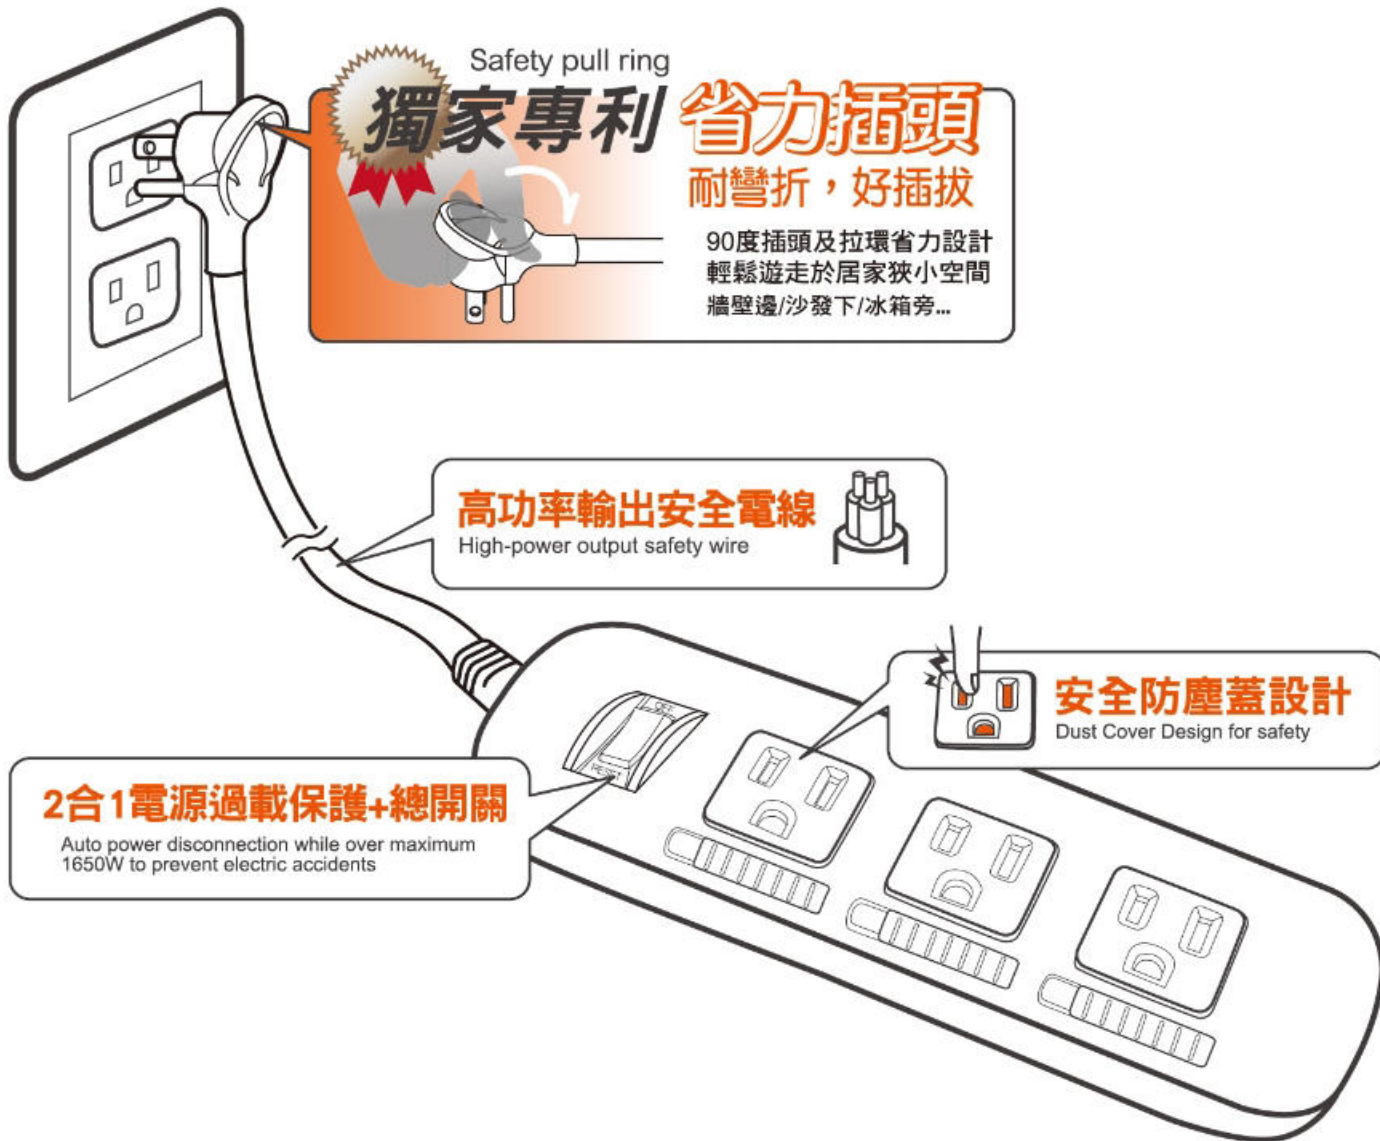 Safety pull ring
獨家專利 省力插頭
耐彎折，好插拔
90度插頭及拉環省力設計
輕鬆遊走於居家狹小空間
牆壁邊/沙發下/冰箱旁...
高功率輸出安全電線
High-power output safety wire
安全防塵蓋設計
Dust Cover Design for safety
OFF
RESET
2合1電源過載保護+總開關
Auto power disconnection while over maximum
1650W to prevent electric accidents